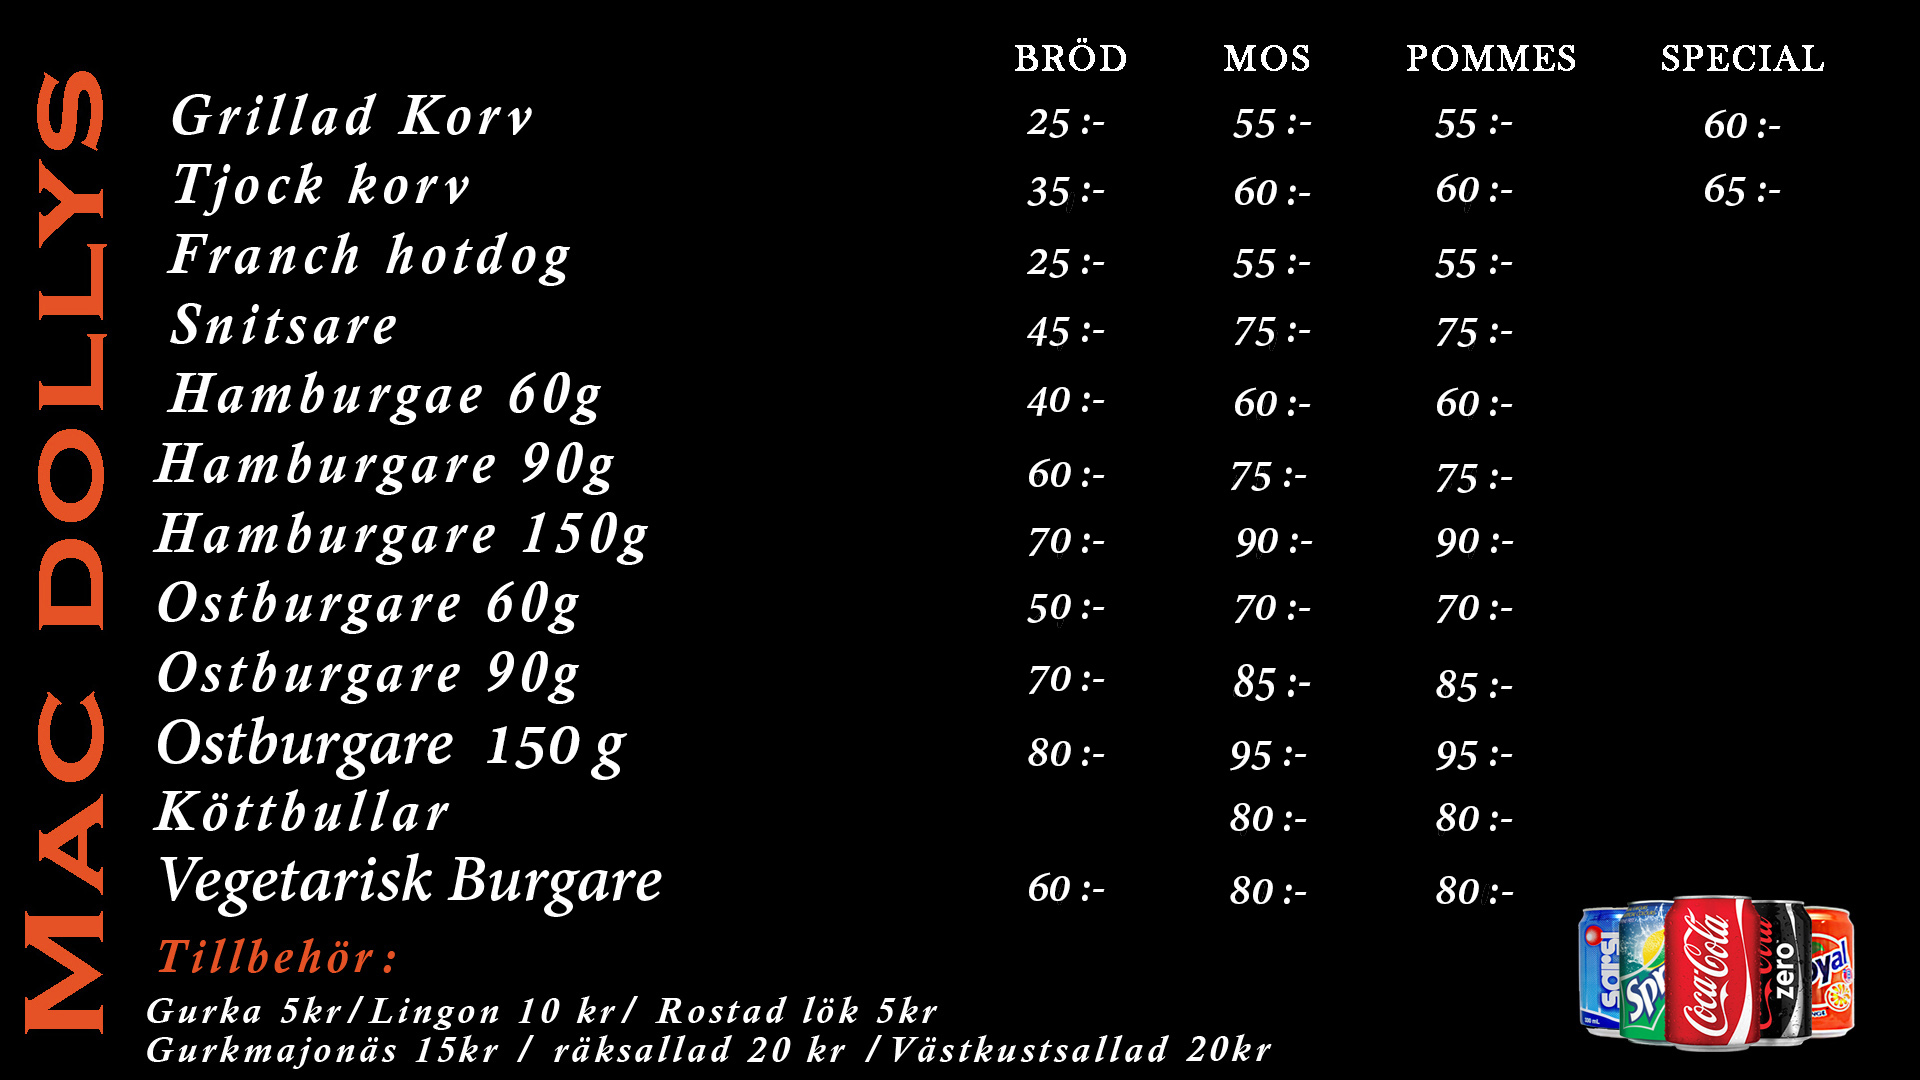 MAC DOLLYS
BRÖD MOS POMMES SPECIAL
Grillad Korv 25 :- 55 :- 55 :- 60 :-
Tjock korv 35 :- 60 :- 60 :- 65 :-
Franch hotdog 25 :- 55 :- 55 :-
Snitsare 45 :- 75 :- 75 :-
Hamburgae 60g 40 :- 60 :- 60 :-
Hamburgare 90g 60 :- 75 :- 75 :-
Hamburgare 150g 70 :- 90 :- 90 :-
Ostburgare 60g 50 :- 70 :- 70 :-
Ostburgare 90g 70 :- 85 :- 85 :-
Ostburgare 150 g 80 :- 95 :- 95 :-
Köttbullar 80 :- 80 :-
Vegetarisk Burgare 60 :- 80 :- 80 :-
Tillbehör:
Gurka 5kr/Lingon 10 kr/ Rostad lök 5kr
Gurkmajonäs 15kr / räksallad 20 kr /Västkustsallad 20kr
sarsi
Coca-Cola
zero